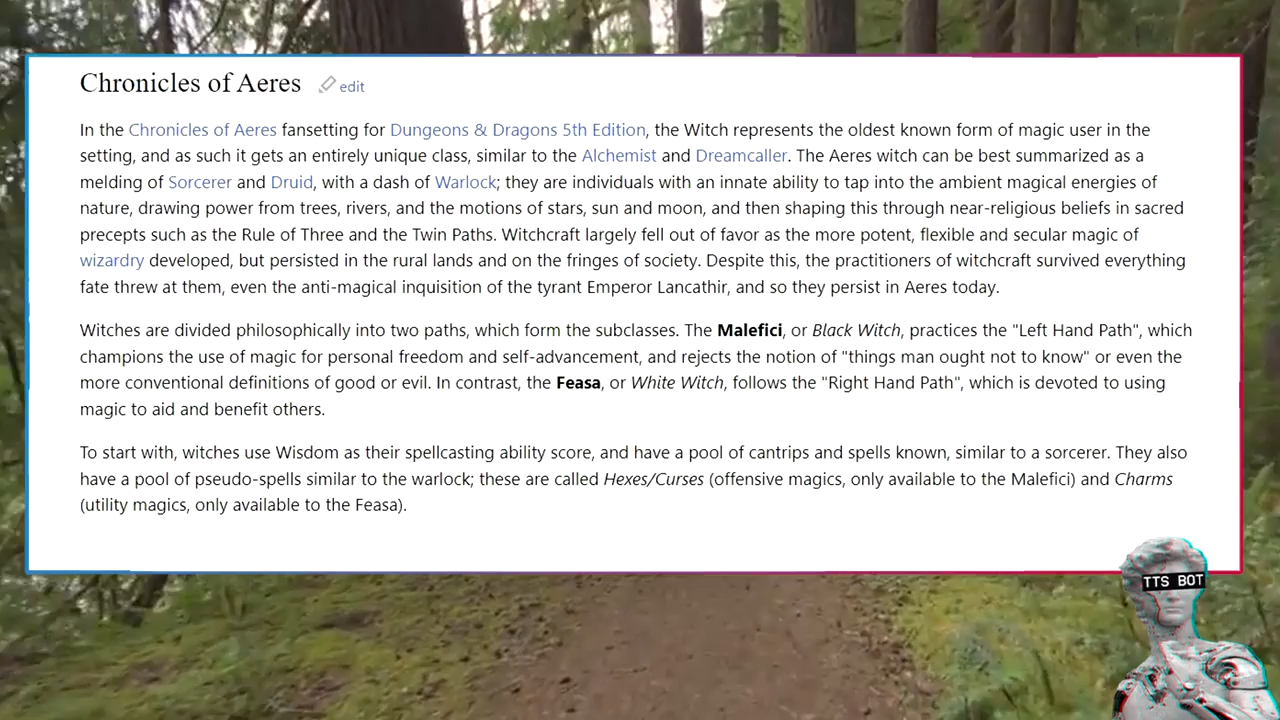 Chronicles of Aeres edit
In the Chronicles of Aeres fansetting for Dungeons & Dragons 5th Edition, the Witch represents the oldest known form of magic user in the
setting, and as such it gets an entirely unique class, similar to the Alchemist and Dreamcaller. The Aeres witch can be best summarized as a
melding of Sorcerer and Druid, with a dash of Warlock; they are individuals with an innate ability to tap into the ambient magical energies of
nature, drawing power from trees, rivers, and the motions of stars, sun and moon, and then shaping this through near-religious beliefs in sacred
precepts such as the Rule of Three and the Twin Paths. Witchcraft largely fell out of favor as the more potent, flexible and secular magic of
wizardry developed, but persisted in the rural lands and on the fringes of society. Despite this, the practitioners of witchcraft survived everything
fate threw at them, even the anti-magical inquisition of the tyrant Emperor Lancathir, and so they persist in Aeres today.
Witches are divided philosophically into two paths, which form the subclasses. The Malefici, or Black Witch, practices the "Left Hand Path", which
champions the use of magic for personal freedom and self-advancement, and rejects the notion of "things man ought not to know" or even the
more conventional definitions of good or evil. In contrast, the Feasa, or White Witch, follows the "Right Hand Path", which is devoted to using
magic to aid and benefit others.
To start with, witches use Wisdom as their spellcasting ability score, and have a pool of cantrips and spells known, similar to a sorcerer. They also
have a pool of pseudo-spells similar to the warlock; these are called Hexes/Curses (offensive magics, only available to the Malefici) and Charms
(utility magics, only available to the Feasa).
TTS BOT